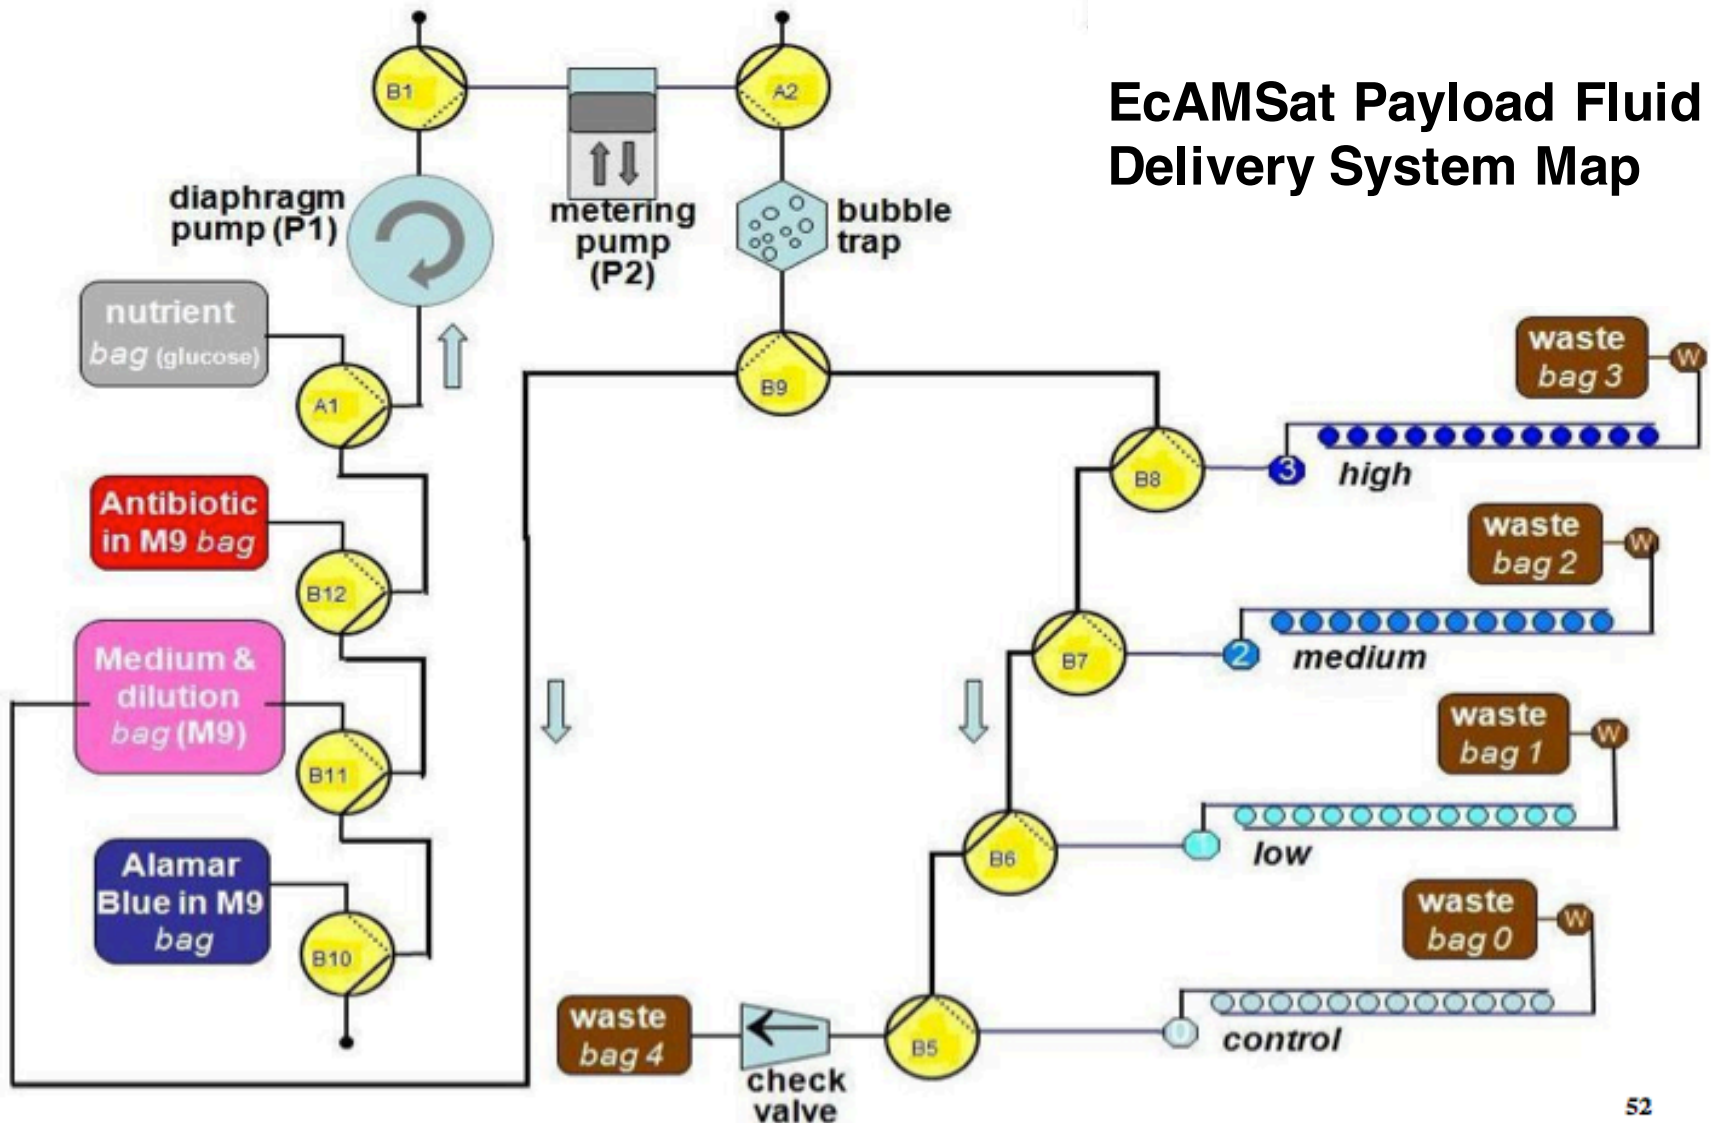 EcAMSat Payload Fluid
Delivery System Map
B1
A2
diaphragm
pump (P1)
metering
pump
(P2)
bubble
trap
nutrient
bag (glucose)
A1
B9
waste
bag 3
W
B8
3
high
Antibiotic
in M9 bag
B12
waste
bag 2
W
B7
2
medium
Medium &
dilution
bag (M9)
B11
waste
bag 1
W
B6
1
low
Alamar
Blue in M9
bag
B10
waste
bag 0
W
B5
0
control
waste
bag 4
check
valve
52